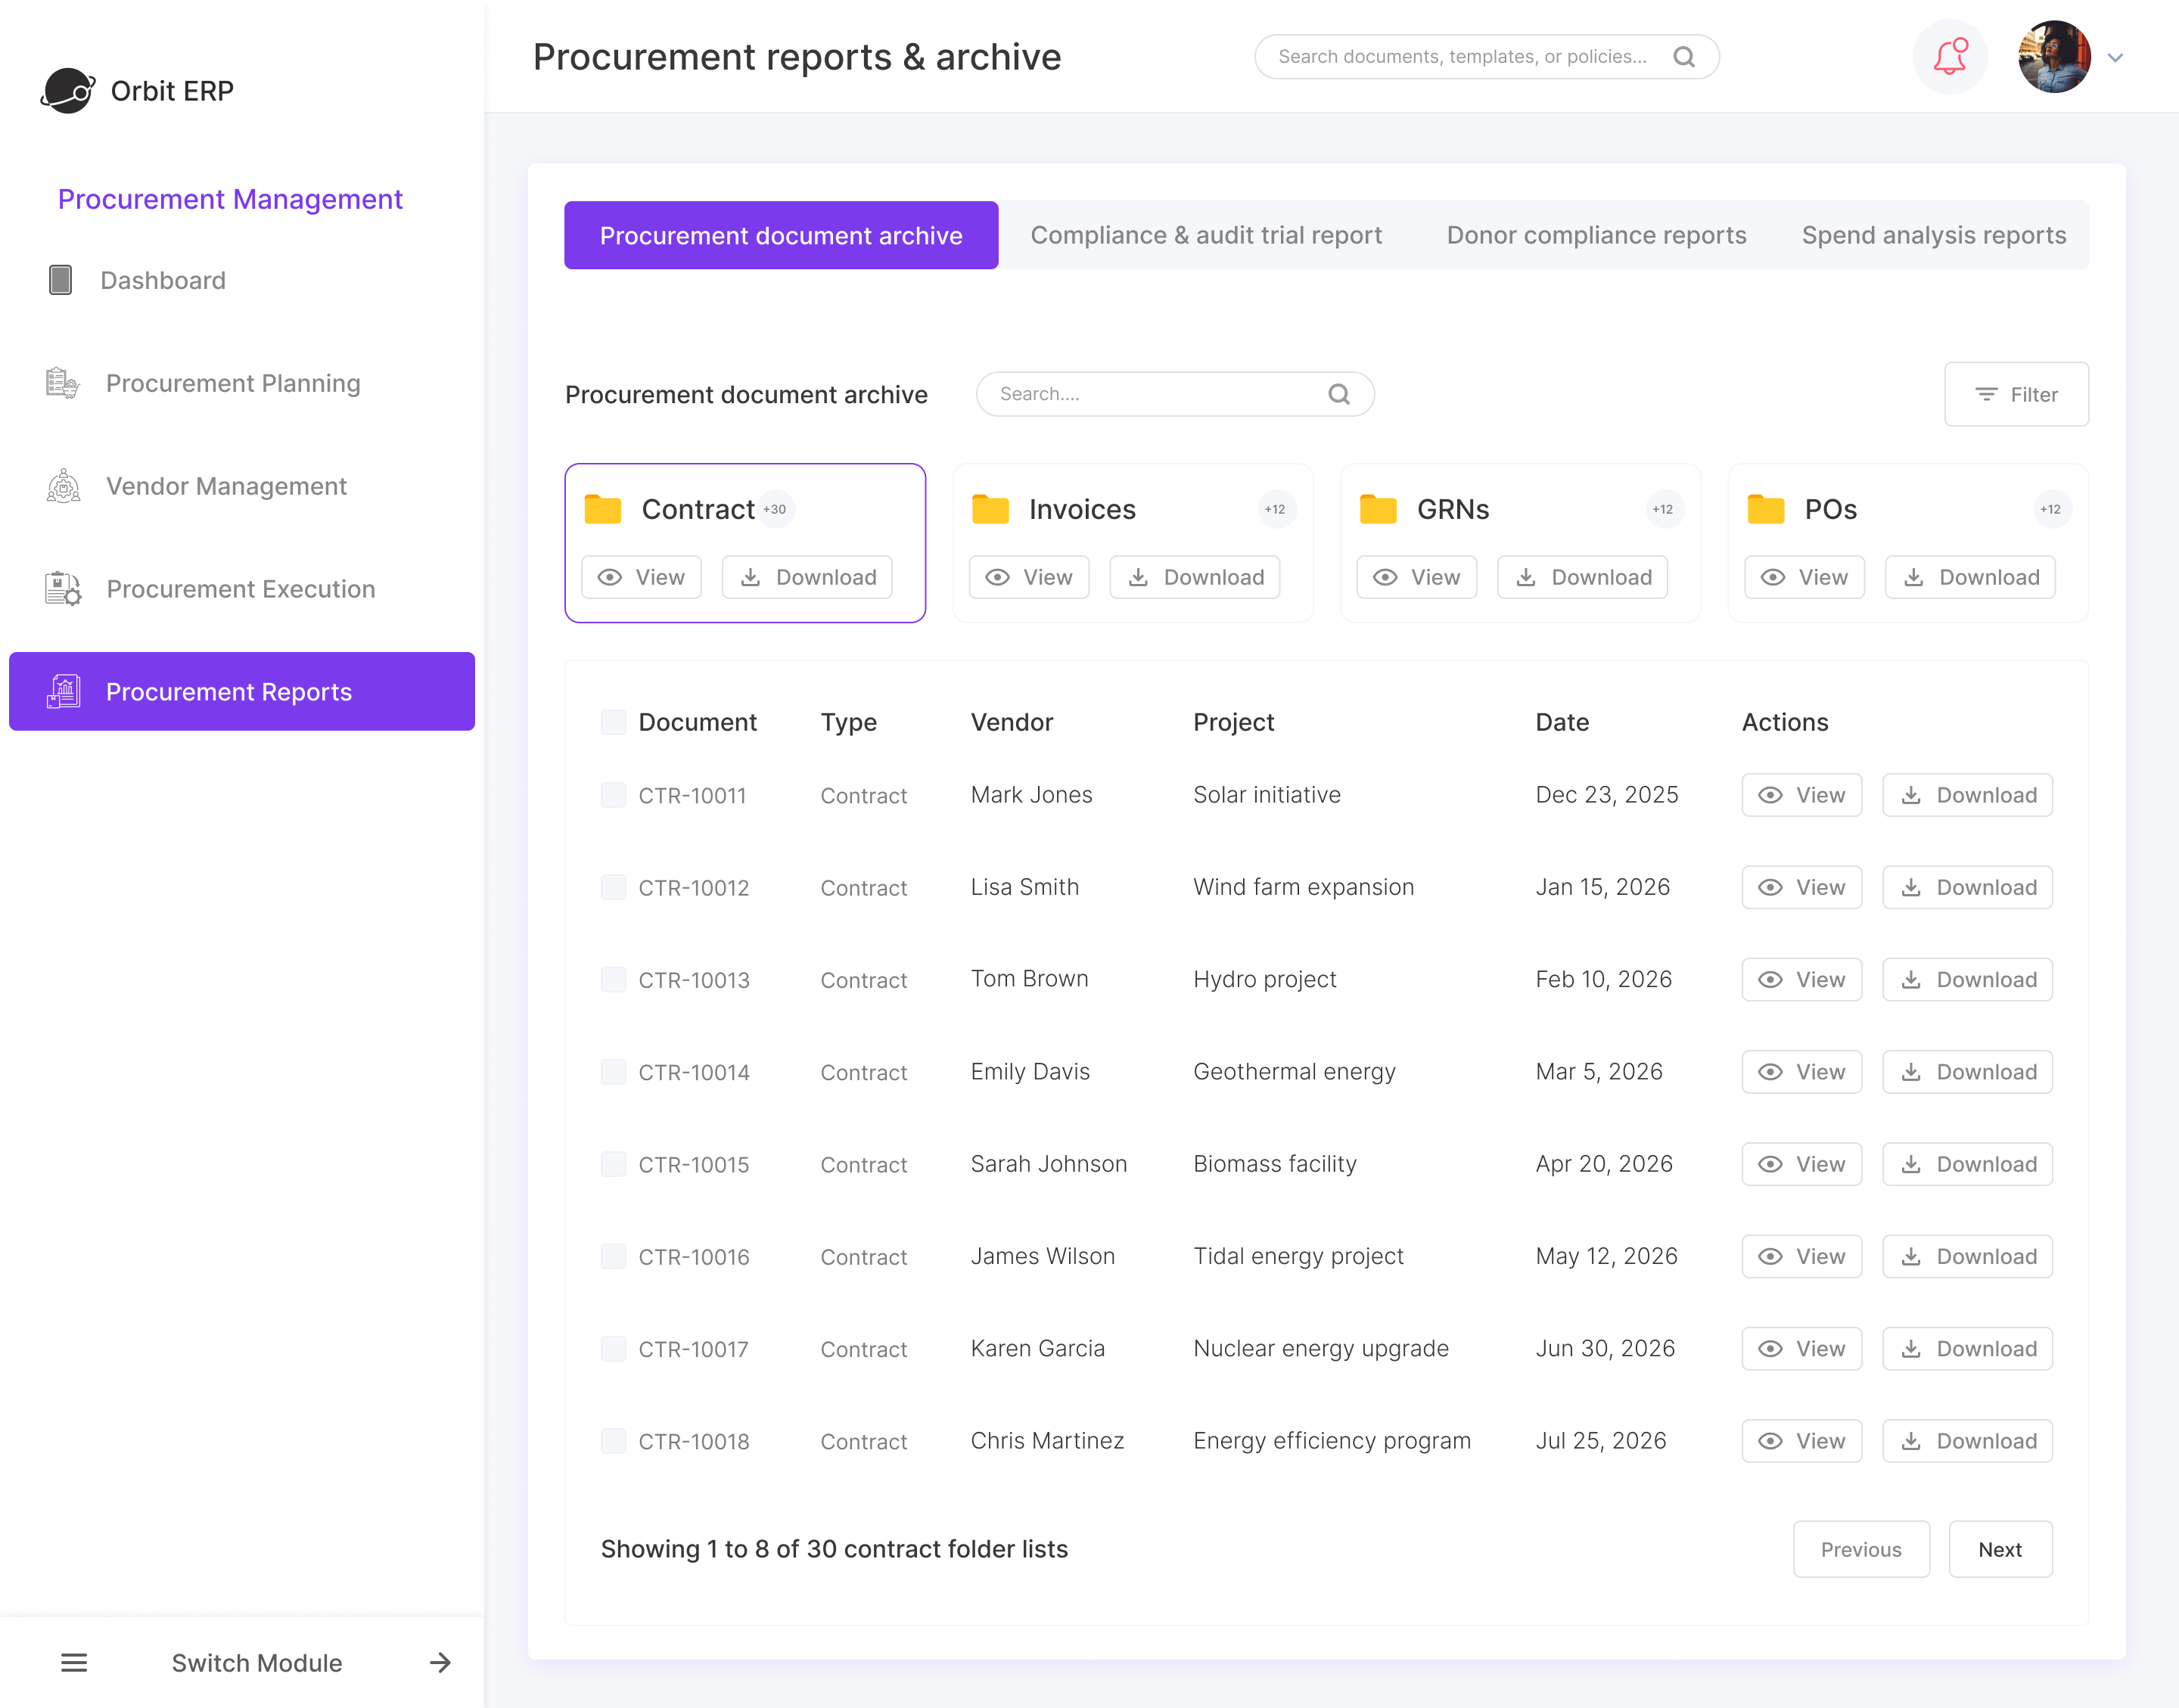 Orbit ERP
Procurement Management
Dashboard
Procurement Planning
Vendor Management
Procurement Execution
Procurement Reports
Switch Module
Procurement reports & archive
Search documents, templates, or policies...
Procurement document archive Compliance & audit trial report Donor compliance reports Spend analysis reports
Procurement document archive Search.... Filter
Contract +30 Invoices +12 GRNs +12 POs +12
View Download View Download View Download View Download
Document Type Vendor Project Date Actions
CTR-10011 Contract Mark Jones Solar initiative Dec 23, 2025 View Download
CTR-10012 Contract Lisa Smith Wind farm expansion Jan 15, 2026 View Download
CTR-10013 Contract Tom Brown Hydro project Feb 10, 2026 View Download
CTR-10014 Contract Emily Davis Geothermal energy Mar 5, 2026 View Download
CTR-10015 Contract Sarah Johnson Biomass facility Apr 20, 2026 View Download
CTR-10016 Contract James Wilson Tidal energy project May 12, 2026 View Download
CTR-10017 Contract Karen Garcia Nuclear energy upgrade Jun 30, 2026 View Download
CTR-10018 Contract Chris Martinez Energy efficiency program Jul 25, 2026 View Download
Showing 1 to 8 of 30 contract folder lists Previous Next